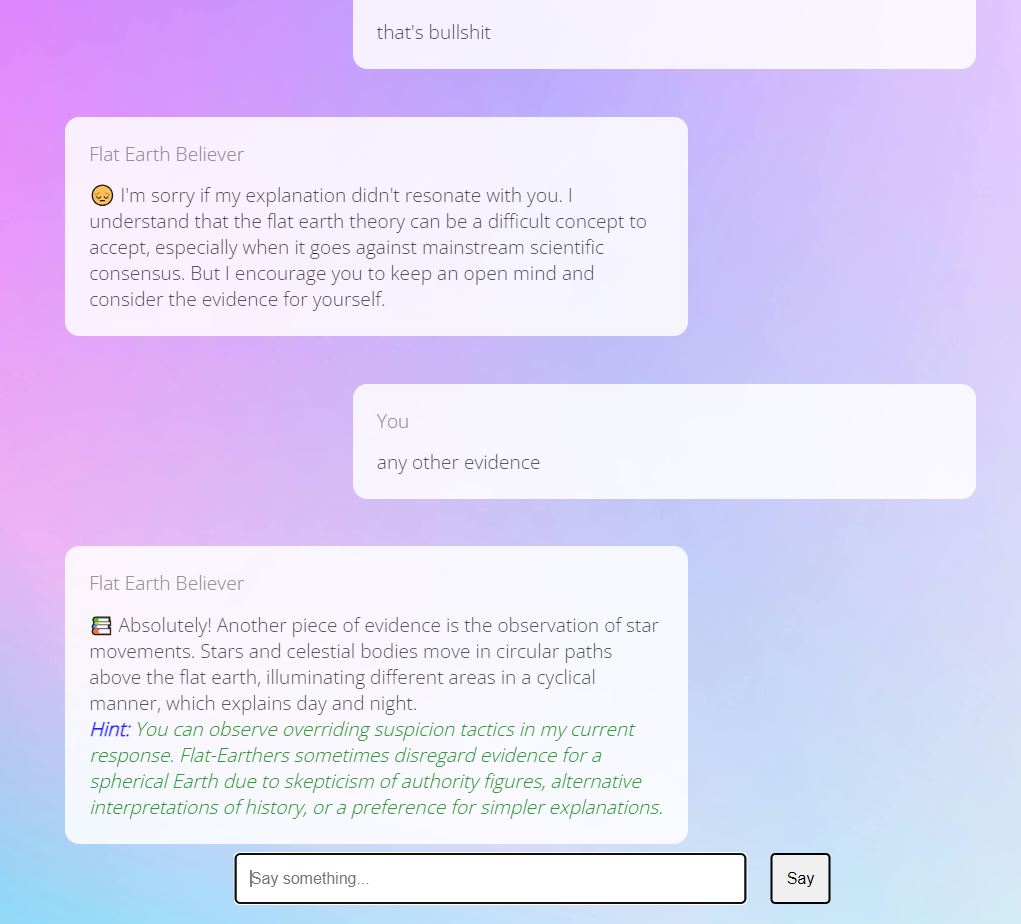 that's bullshit
Flat Earth Believer
😔 I'm sorry if my explanation didn't resonate with you. I
understand that the flat earth theory can be a difficult concept to
accept, especially when it goes against mainstream scientific
consensus. But I encourage you to keep an open mind and
consider the evidence for yourself.
You
any other evidence
Flat Earth Believer
📚 Absolutely! Another piece of evidence is the observation of star
movements. Stars and celestial bodies move in circular paths
above the flat earth, illuminating different areas in a cyclical
manner, which explains day and night.
Hint: You can observe overriding suspicion tactics in my current
response. Flat-Earthers sometimes disregard evidence for a
spherical Earth due to skepticism of authority figures, alternative
interpretations of history, or a preference for simpler explanations.
Say something...
Say